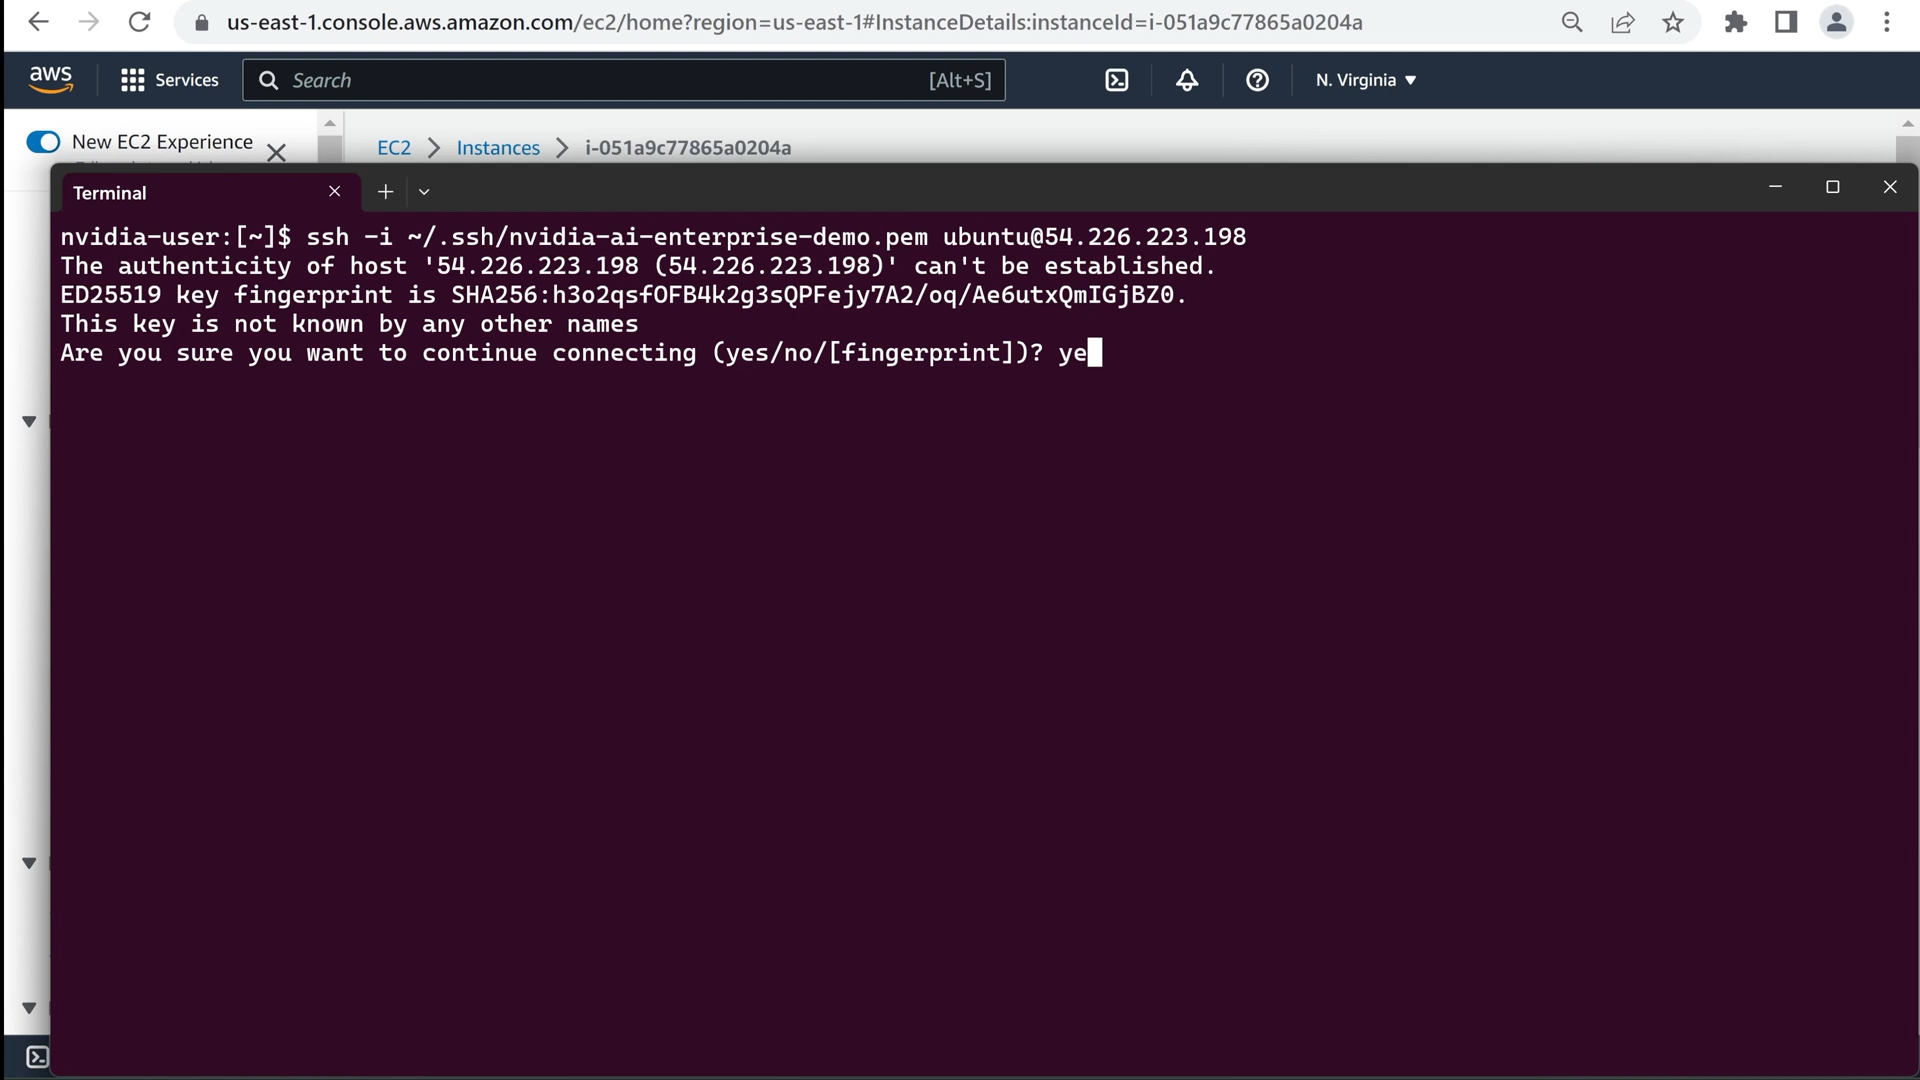 us-east-1.console.aws.amazon.com/ec2/home?region=us-east-1#InstanceDetails:instanceId=i-051a9c77865a0204a
aws
Services
Search
[Alt+S]
N. Virginia
New EC2 Experience
EC2
Instances
i-051a9c77865a0204a
Terminal
nvidia-user:[~]$ ssh -i ~/.ssh/nvidia-ai-enterprise-demo.pem ubuntu@54.226.223.198
The authenticity of host '54.226.223.198 (54.226.223.198)' can't be established.
ED25519 key fingerprint is SHA256:h3o2qsfOFB4k2g3sQPFejy7A2/oq/Ae6utxQmIGjBZ0.
This key is not known by any other names
Are you sure you want to continue connecting (yes/no/[fingerprint])? ye